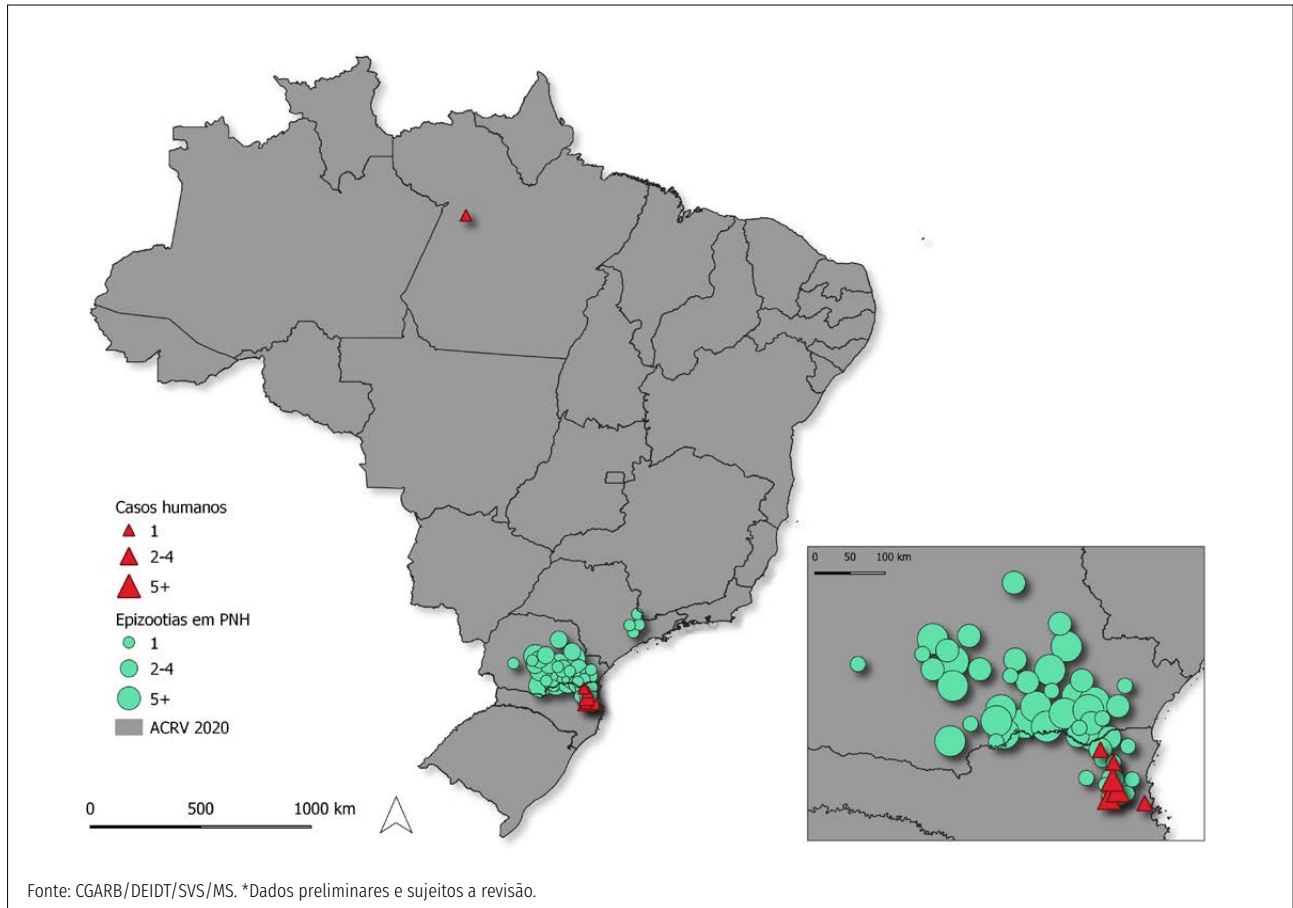 Casos humanos
1
2-4
5+
Epizootias em PNH
1
2-4
5+
ACRV 2020
0 500 1000 km
0 50 100 km
Fonte: CGARB/DEIDT/SVS/MS. *Dados preliminares e sujeitos a revisão.